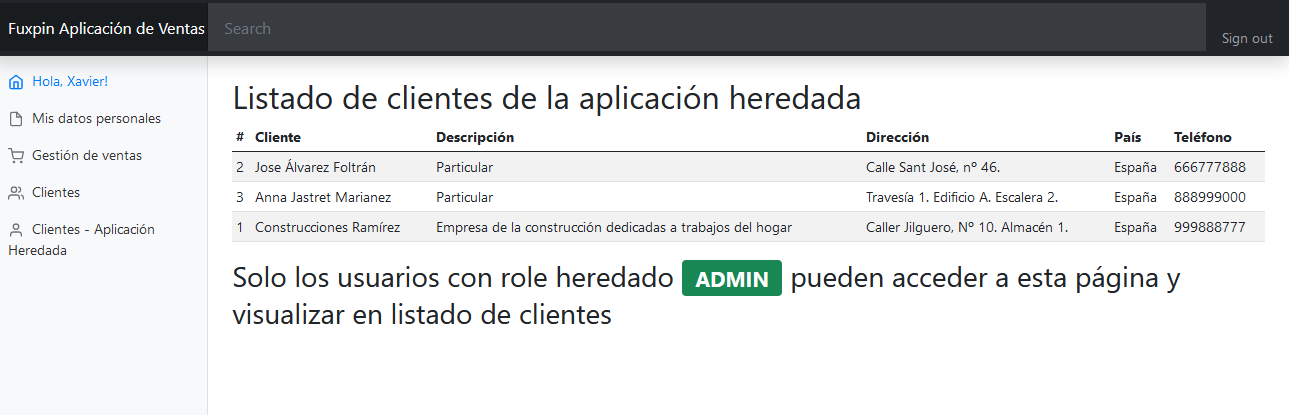 Fuxpin Aplicación de Ventas Search Sign out
Hola, Xavier!
Mis datos personales
Gestión de ventas
Clientes
Clientes - Aplicación
Heredada
Listado de clientes de la aplicación heredada
# Cliente Descripción Dirección País Teléfono
2 Jose Álvarez Foltrán Particular Calle Sant José, nº 46. España 666777888
3 Anna Jastret Marianez Particular Travesía 1. Edificio A. Escalera 2. España 888999000
1 Construcciones Ramírez Empresa de la construcción dedicadas a trabajos del hogar Caller Jilguero, Nº 10. Almacén 1. España 999888777
Solo los usuarios con role heredado ADMIN pueden acceder a esta página y
visualizar en listado de clientes